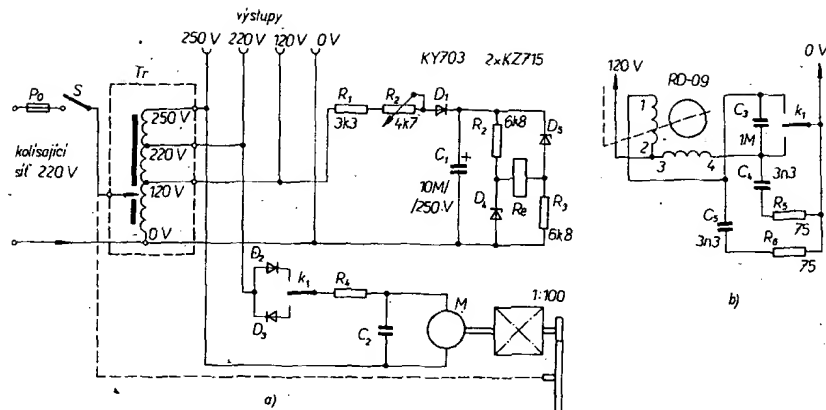 výstupy
250 V 220 V 120 V 0 V
KY703 2xKZ715
Tr
Po
S
250 V
220 V
120 V
0 V
kolísající
síť 220 V
R1
3k3
R2
4k7
D1
C1
+
10M/
/250 V
R2
6k8
D5
D4
Re
R3
6k8
D2
D3
k1
R4
C2
M
1:100
a)
120 V
RD-09
0 V
1
2
3
4
C3
1M
k1
C4
3n3
R5
75
C5
3n3
R6
75
b)